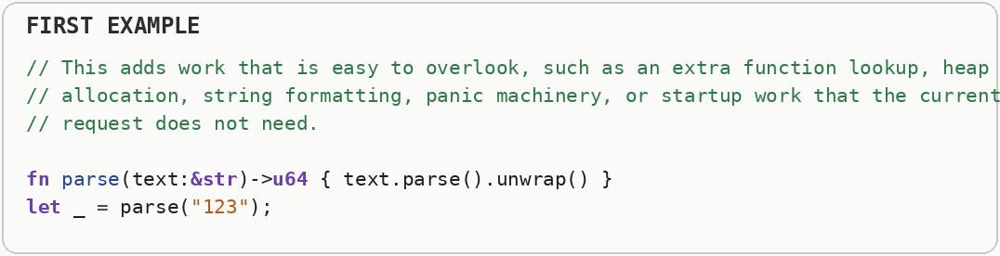 FIRST EXAMPLE
// This adds work that is easy to overlook, such as an extra function lookup, heap
// allocation, string formatting, panic machinery, or startup work that the current
// request does not need.
fn parse(text:&str)->u64 { text.parse().unwrap() }
let _ = parse("123");